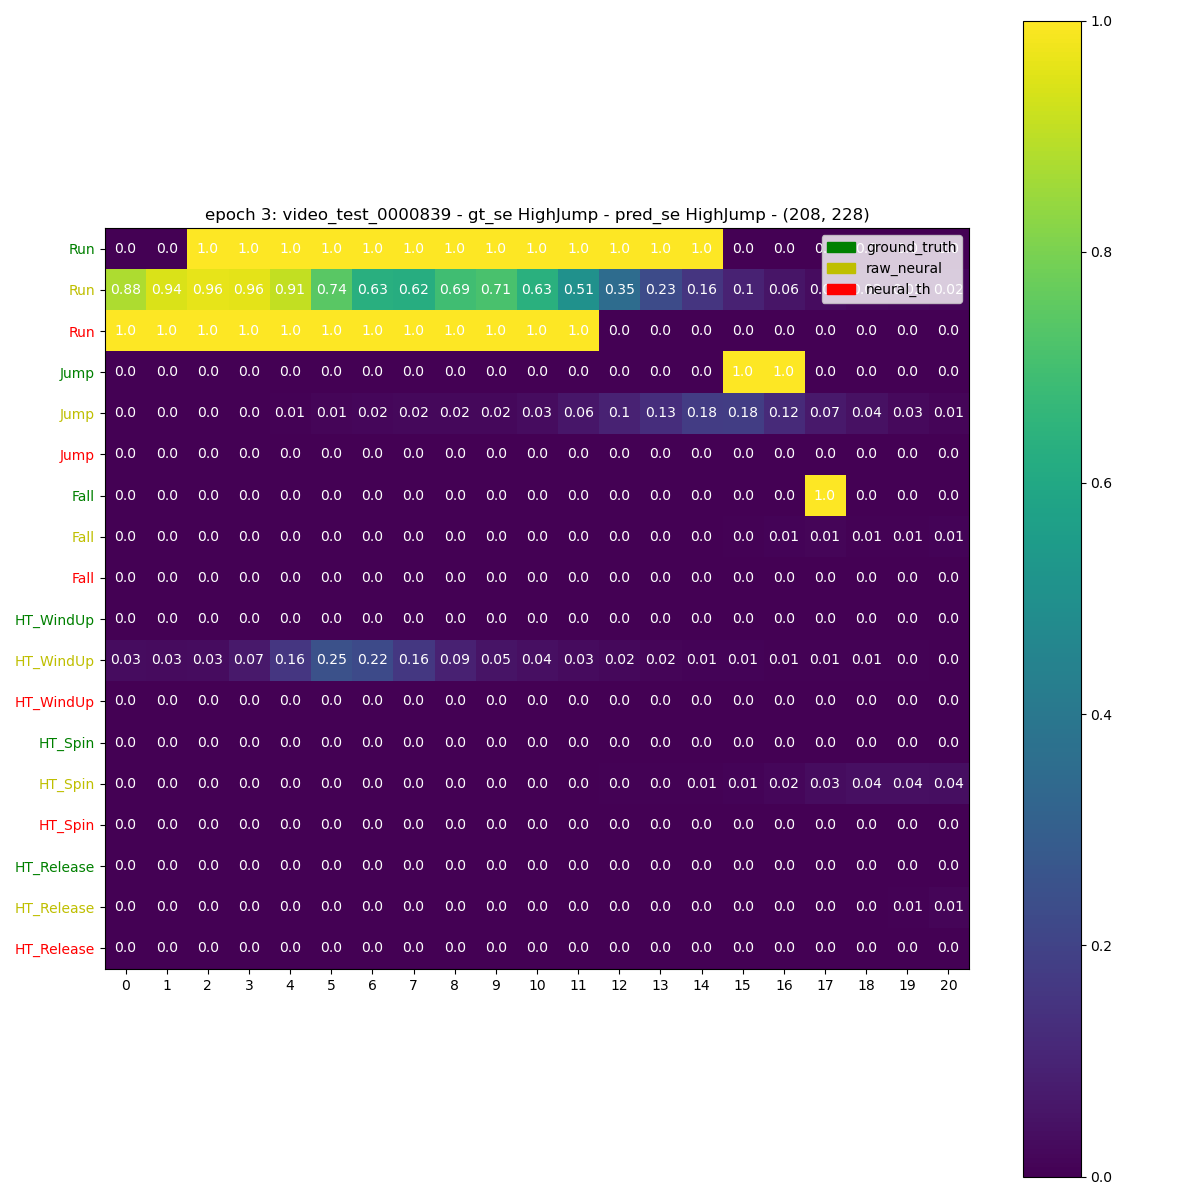 epoch 3: video_test_0000839 - gt_se HighJump - pred_se HighJump - (208, 228)
Run 0.0 0.0 1.0 1.0 1.0 1.0 1.0 1.0 1.0 1.0 1.0 1.0 1.0 1.0 1.0 0.0 0.0
Run 0.88 0.94 0.96 0.96 0.91 0.74 0.63 0.62 0.69 0.71 0.63 0.51 0.35 0.23 0.16 0.1 0.06 0.02
Run 1.0 1.0 1.0 1.0 1.0 1.0 1.0 1.0 1.0 1.0 1.0 1.0 0.0 0.0 0.0 0.0 0.0 0.0 0.0 0.0 0.0
Jump 0.0 0.0 0.0 0.0 0.0 0.0 0.0 0.0 0.0 0.0 0.0 0.0 0.0 0.0 0.0 1.0 1.0 0.0 0.0 0.0 0.0
Jump 0.0 0.0 0.0 0.0 0.01 0.01 0.02 0.02 0.02 0.02 0.03 0.06 0.1 0.13 0.18 0.18 0.12 0.07 0.04 0.03 0.01
Jump 0.0 0.0 0.0 0.0 0.0 0.0 0.0 0.0 0.0 0.0 0.0 0.0 0.0 0.0 0.0 0.0 0.0 0.0 0.0 0.0 0.0
Fall 0.0 0.0 0.0 0.0 0.0 0.0 0.0 0.0 0.0 0.0 0.0 0.0 0.0 0.0 0.0 0.0 0.0 1.0 0.0 0.0 0.0
Fall 0.0 0.0 0.0 0.0 0.0 0.0 0.0 0.0 0.0 0.0 0.0 0.0 0.0 0.0 0.0 0.0 0.01 0.01 0.01 0.01 0.01
Fall 0.0 0.0 0.0 0.0 0.0 0.0 0.0 0.0 0.0 0.0 0.0 0.0 0.0 0.0 0.0 0.0 0.0 0.0 0.0 0.0 0.0
HT_WindUp 0.0 0.0 0.0 0.0 0.0 0.0 0.0 0.0 0.0 0.0 0.0 0.0 0.0 0.0 0.0 0.0 0.0 0.0 0.0 0.0 0.0
HT_WindUp 0.03 0.03 0.03 0.07 0.16 0.25 0.22 0.16 0.09 0.05 0.04 0.03 0.02 0.02 0.01 0.01 0.01 0.01 0.01 0.0 0.0
HT_WindUp 0.0 0.0 0.0 0.0 0.0 0.0 0.0 0.0 0.0 0.0 0.0 0.0 0.0 0.0 0.0 0.0 0.0 0.0 0.0 0.0 0.0
HT_Spin 0.0 0.0 0.0 0.0 0.0 0.0 0.0 0.0 0.0 0.0 0.0 0.0 0.0 0.0 0.0 0.0 0.0 0.0 0.0 0.0 0.0
HT_Spin 0.0 0.0 0.0 0.0 0.0 0.0 0.0 0.0 0.0 0.0 0.0 0.0 0.0 0.0 0.01 0.01 0.02 0.03 0.04 0.04 0.04
HT_Spin 0.0 0.0 0.0 0.0 0.0 0.0 0.0 0.0 0.0 0.0 0.0 0.0 0.0 0.0 0.0 0.0 0.0 0.0 0.0 0.0 0.0
HT_Release 0.0 0.0 0.0 0.0 0.0 0.0 0.0 0.0 0.0 0.0 0.0 0.0 0.0 0.0 0.0 0.0 0.0 0.0 0.0 0.0 0.0
HT_Release 0.0 0.0 0.0 0.0 0.0 0.0 0.0 0.0 0.0 0.0 0.0 0.0 0.0 0.0 0.0 0.0 0.0 0.0 0.0 0.01 0.01
HT_Release 0.0 0.0 0.0 0.0 0.0 0.0 0.0 0.0 0.0 0.0 0.0 0.0 0.0 0.0 0.0 0.0 0.0 0.0 0.0 0.0 0.0
0 1 2 3 4 5 6 7 8 9 10 11 12 13 14 15 16 17 18 19 20
ground_truth
raw_neural
neural_th
1.0
0.8
0.6
0.4
0.2
0.0